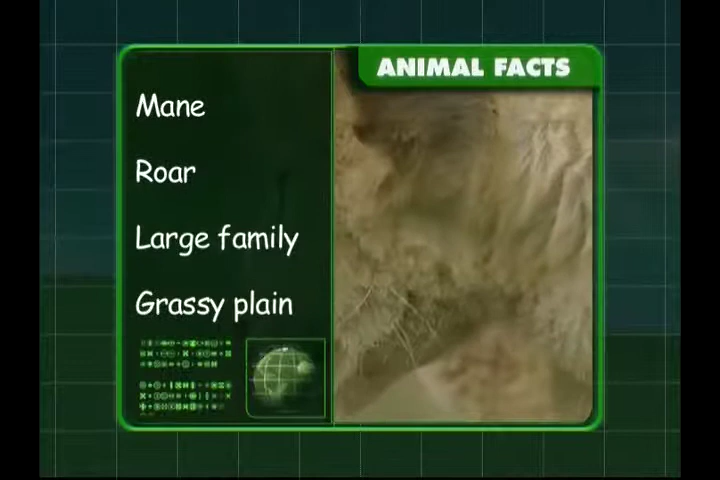 ANIMAL FACTS
Mane
Roar
Large family
Grassy plain